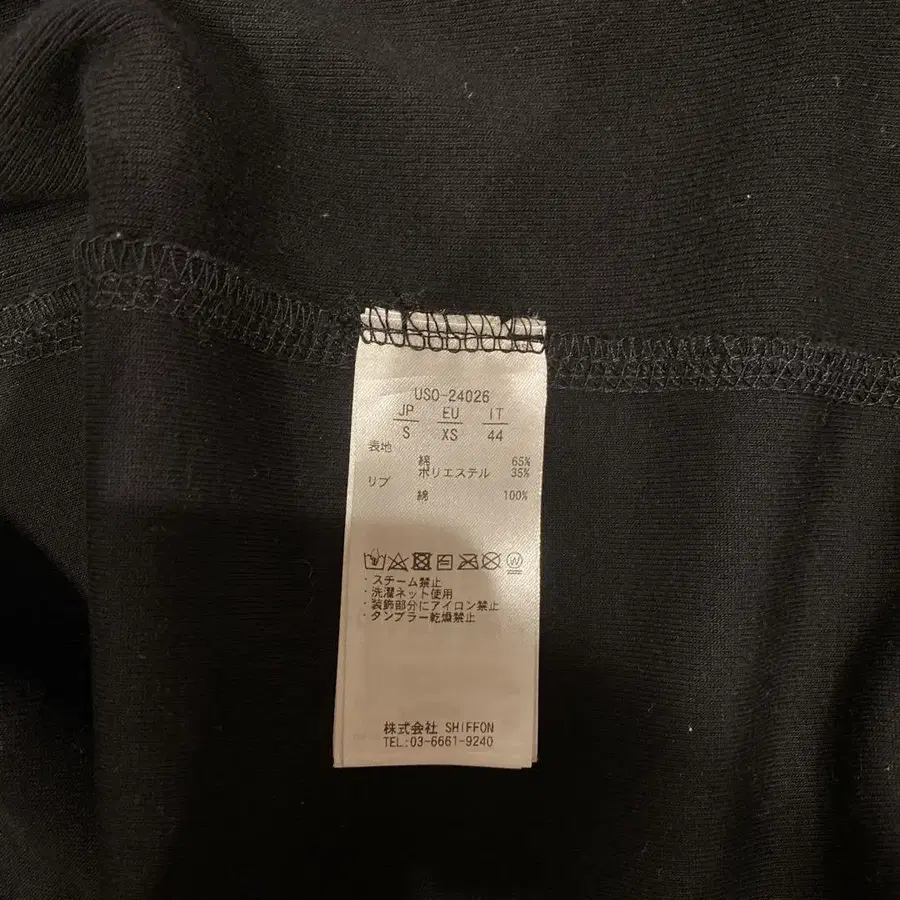 USO-24026
JP EU IT
S XS 44
表地
綿 65%
ポリエステル 35%
リブ
綿 100%
W
・スチーム禁止
・洗濯ネット使用
・装飾部分にアイロン禁止
・タンブラー乾燥禁止
株式会社 SHIFFON
TEL:03-6661-9240